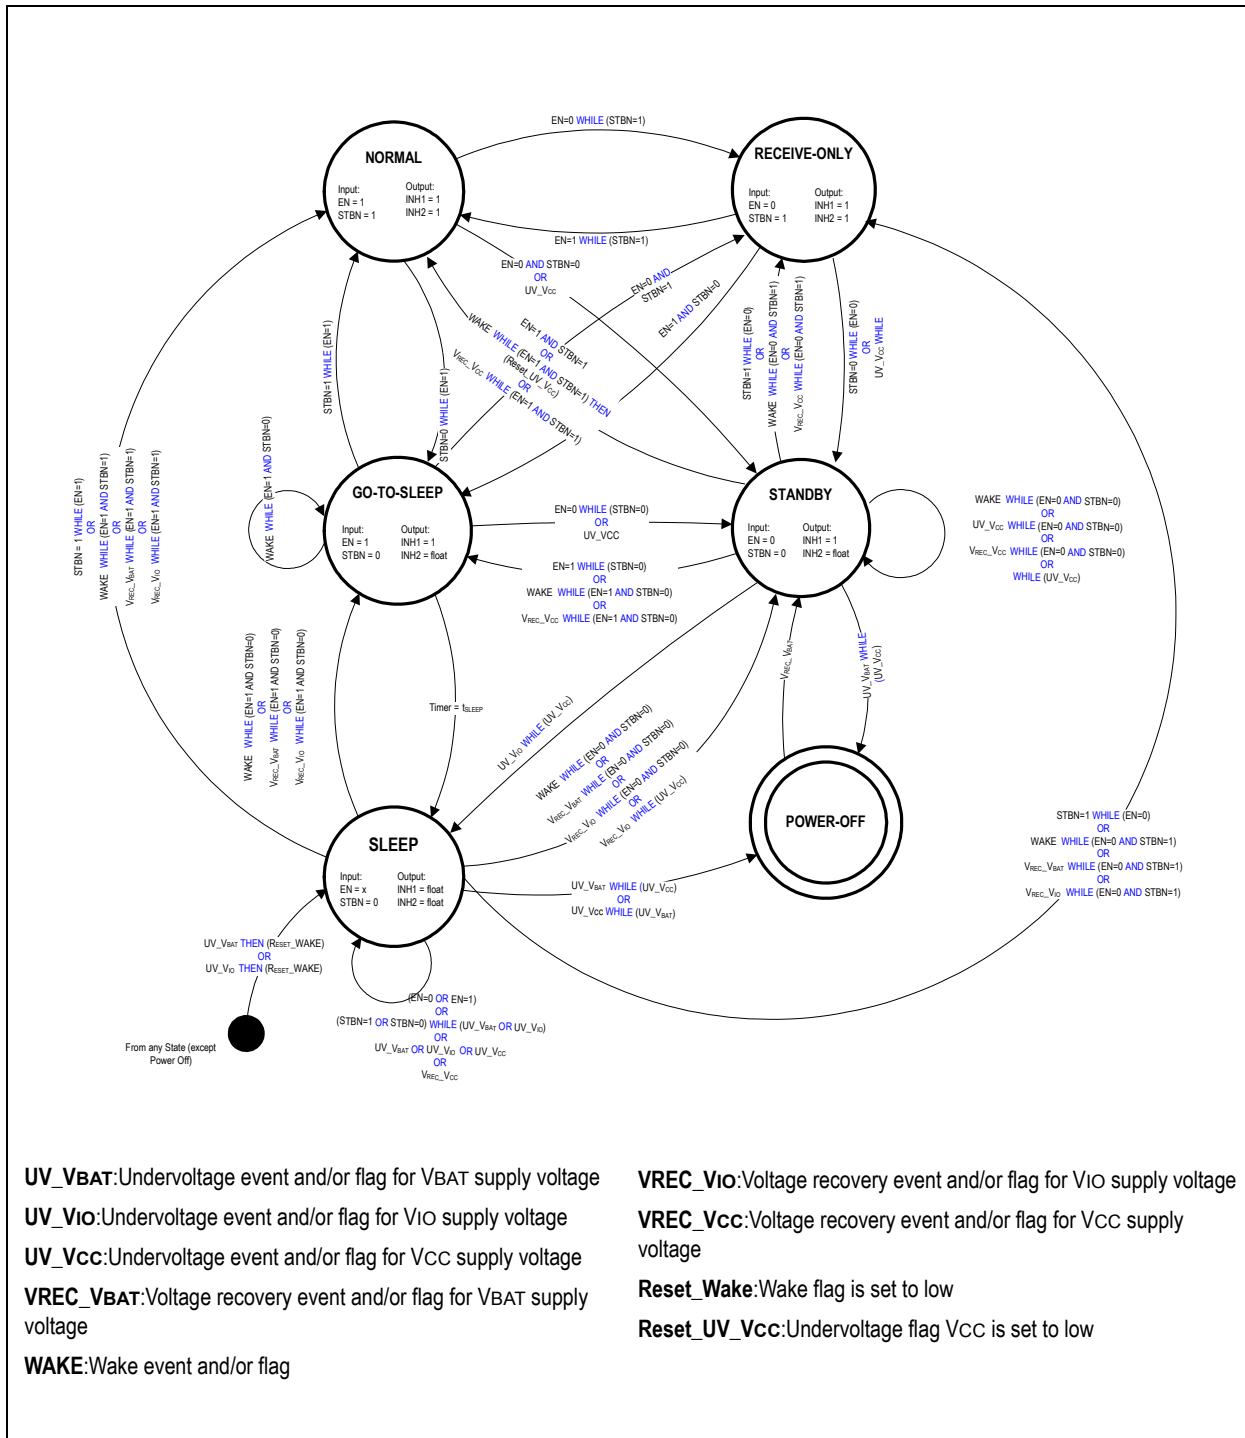 EN=0 WHILE (STBN=1)
NORMAL
Input:
EN = 1
STBN = 1
Output:
INH1 = 1
INH2 = 1
RECEIVE-ONLY
Input:
EN = 0
STBN = 1
Output:
INH1 = 1
INH2 = 1
EN=1 WHILE (STBN=1)
EN=0 AND STBN=0
OR
UV_VCC
EN=0 AND
STBN=1
EN=1 AND STBN=0
STBN=1 WHILE (EN=1)
STBN=0 WHILE (EN=1)
EN=1 AND STBN=1
OR
WAKE WHILE (EN=1 AND STBN=1) THEN
(Reset_UV_VCC)
OR
VREC_VCC WHILE (EN=1 AND STBN=1)
STBN=1 WHILE (EN=0)
OR
WAKE WHILE (EN=0 AND STBN=1)
OR
VREC_VCC WHILE (EN=0 AND STBN=1)
STBN=0 WHILE (EN=0)
OR
UV_VCC WHILE
STBN = 1 WHILE (EN=1)
OR
WAKE WHILE (EN=1 AND STBN=1)
OR
VREC_VBAT WHILE (EN=1 AND STBN=1)
OR
VREC_VIO WHILE (EN=1 AND STBN=1)
WAKE WHILE (EN=1 AND STBN=0)
GO-TO-SLEEP
Input:
EN = 1
STBN = 0
Output:
INH1 = 1
INH2 = float
EN=0 WHILE (STBN=0)
OR
UV_VCC
EN=1 WHILE (STBN=0)
OR
WAKE WHILE (EN=1 AND STBN=0)
OR
VREC_VCC WHILE (EN=1 AND STBN=0)
STANDBY
Input:
EN = 0
STBN = 0
Output:
INH1 = 1
INH2 = float
WAKE WHILE (EN=0 AND STBN=0)
OR
UV_VCC WHILE (EN=0 AND STBN=0)
OR
VREC_VCC WHILE (EN=0 AND STBN=0)
OR
WHILE (UV_VCC)
WAKE WHILE (EN=1 AND STBN=0)
OR
VREC_VBAT WHILE (EN=1 AND STBN=0)
OR
VREC_VIO WHILE (EN=1 AND STBN=0)
Timer = tSLEEP
UV_VIO WHILE (UV_VCC)
WAKE WHILE (EN=0 AND STBN=0)
OR
VREC_VBAT WHILE (EN=0 AND STBN=0)
OR
VREC_VIO WHILE (EN=0 AND STBN=0)
OR
VREC_VIO WHILE (UV_VCC)
VREC_VBAT
UV_VBAT WHILE
(UV_VCC)
POWER-OFF
SLEEP
Input:
EN = x
STBN = 0
Output:
INH1 = float
INH2 = float
UV_VBAT WHILE (UV_VCC)
OR
UV_Vcc WHILE (UV_VBAT)
STBN=1 WHILE (EN=0)
OR
WAKE WHILE (EN=0 AND STBN=1)
OR
VREC_VBAT WHILE (EN=0 AND STBN=1)
OR
VREC_VIO WHILE (EN=0 AND STBN=1)
UV_VBAT THEN (RESET_WAKE)
OR
UV_VIO THEN (RESET_WAKE)
From any State (except
Power Off)
(EN=0 OR EN=1)
OR
(STBN=1 OR STBN=0) WHILE (UV_VBAT OR UV_VIO)
OR
UV_VBAT OR UV_VIO OR UV_VCC
OR
VREC_VCC
UV_VBAT:Undervoltage event and/or flag for VBAT supply voltage
UV_VIO:Undervoltage event and/or flag for VIO supply voltage
UV_VCC:Undervoltage event and/or flag for VCC supply voltage
VREC_VBAT:Voltage recovery event and/or flag for VBAT supply
voltage
WAKE:Wake event and/or flag
VREC_VIO:Voltage recovery event and/or flag for VIO supply voltage
VREC_VCC:Voltage recovery event and/or flag for VCC supply
voltage
Reset_Wake:Wake flag is set to low
Reset_UV_VCC:Undervoltage flag VCC is set to low